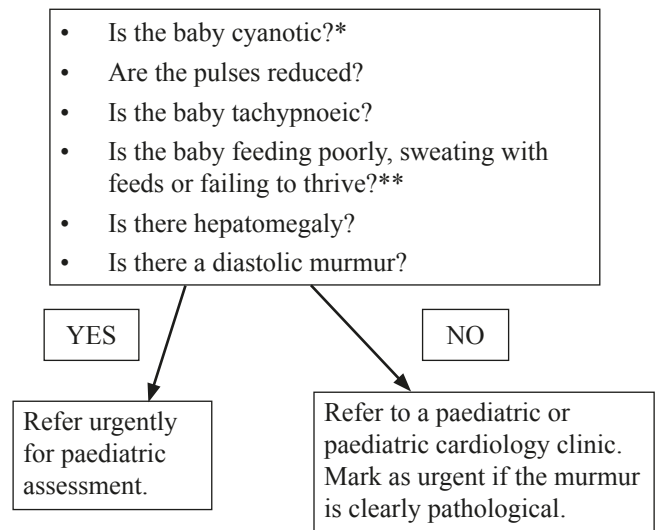 • Is the baby cyanotic?*
• Are the pulses reduced?
• Is the baby tachypnoeic?
• Is the baby feeding poorly, sweating with
feeds or failing to thrive?**
• Is there hepatomegaly?
• Is there a diastolic murmur?
YES
NO
Refer urgently
for paediatric
assessment.
Refer to a paediatric or
paediatric cardiology clinic.
Mark as urgent if the murmur
is clearly pathological.